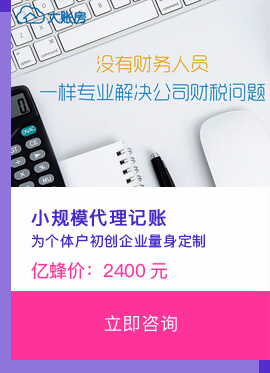 大账房
没有财务人员
一样专业解决公司财税问题
小规模代理记账
为个体户初创企业量身定制
亿蜂价：2400 元
立即咨询